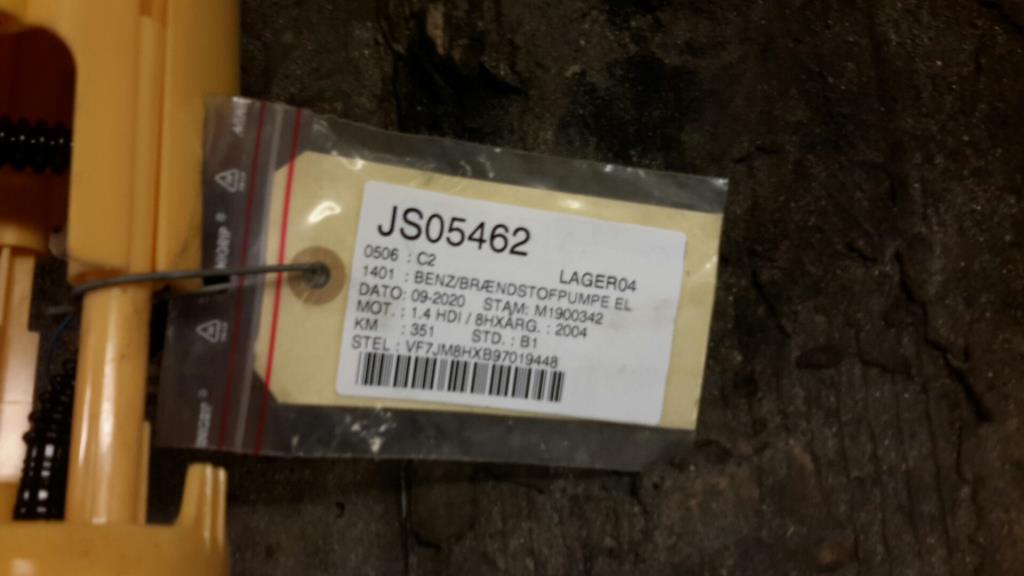 JS05462
0506 : C2
LAGER04
1401 : BENZ/BRÆNDSTOFPUMPE EL
DATO: 09-2020 STAM: M1900342
MOT. : 1.4 HDI / 8HXÅRG. : 2004
KM : 351 STD. : B1
STEL : VF7JM8HXB97019448